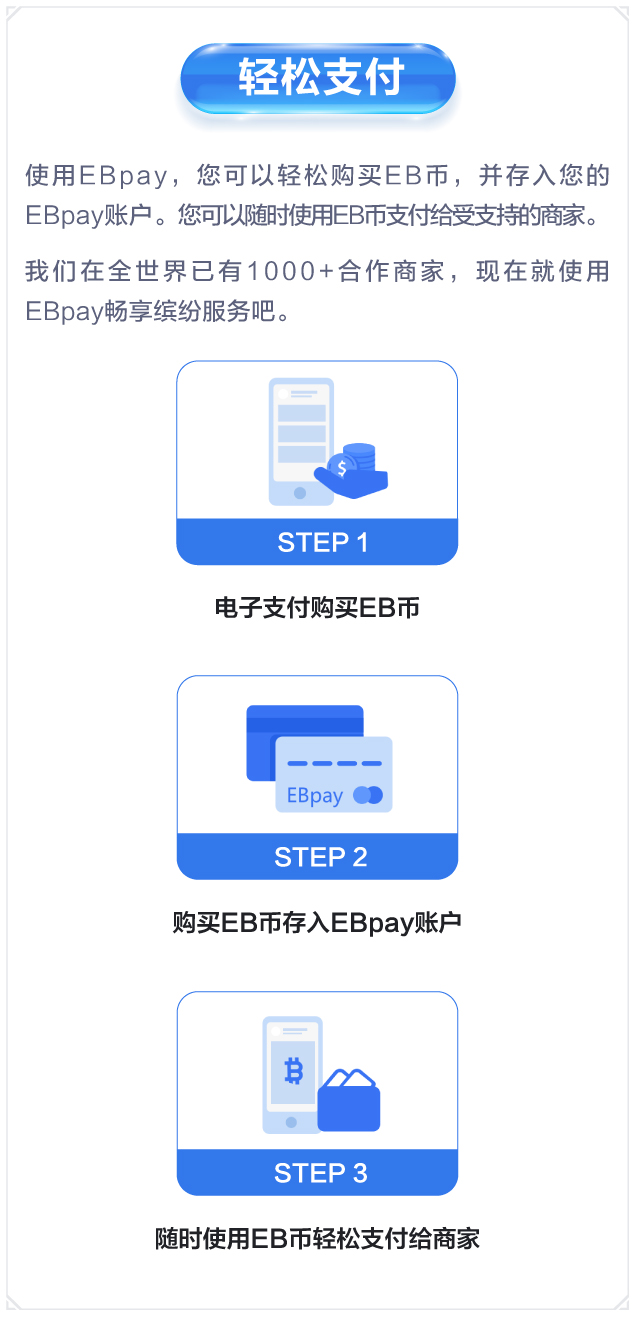 轻松支付
使用EBpay，您可以轻松购买EB币，并存入您的
EBpay账户。您可以随时使用EB币支付给受支持的商家。
我们在全世界已有1000+合作商家，现在就使用
EBpay畅享缤纷服务吧。
$
STEP 1
电子支付购买EB币
EBpay
STEP 2
购买EB币存入EBpay账户
STEP 3
随时使用EB币轻松支付给商家